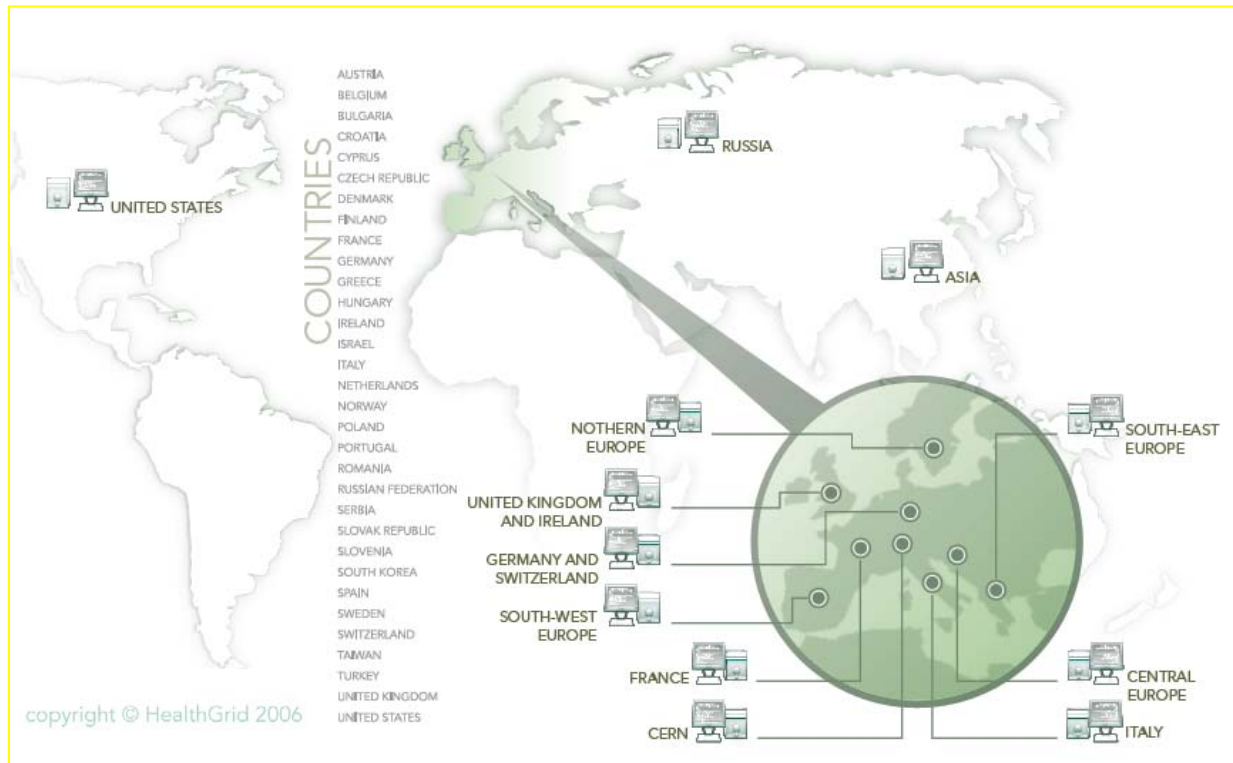 COUNTRIES
AUSTRIA
BELGIUM
BULGARIA
CROATIA
CYPRUS
CZECH REPUBLIC
DENMARK
FINLAND
FRANCE
GERMANY
GREECE
HUNGARY
IRELAND
ISRAEL
ITALY
NETHERLANDS
NORWAY
POLAND
PORTUGAL
ROMANIA
RUSSIAN FEDERATION
SERBIA
SLOVAK REPUBLIC
SLOVENIA
SOUTH KOREA
SPAIN
SWEDEN
SWITZERLAND
TAIWAN
TURKEY
UNITED KINGDOM
UNITED STATES
UNITED STATES
RUSSIA
ASIA
NOTHERN
EUROPE
UNITED KINGDOM
AND IRELAND
GERMANY AND
SWITZERLAND
SOUTH-WEST
EUROPE
FRANCE
CERN
SOUTH-EAST
EUROPE
CENTRAL
EUROPE
ITALY
copyright © HealthGrid 2006